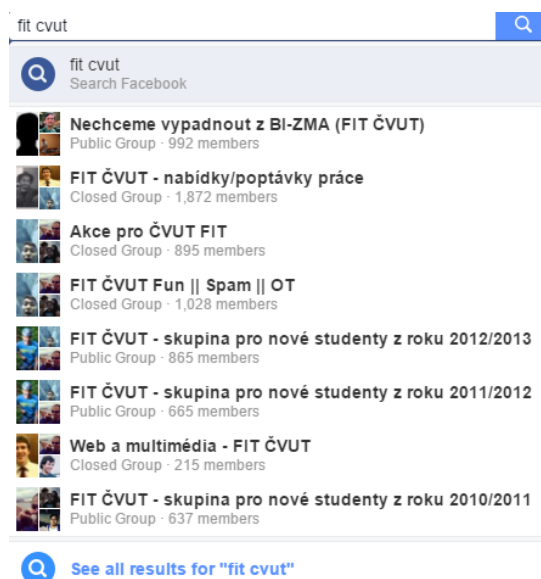 fit cvut
fit cvut
Search Facebook
Nechceme vypadnout z BI-ZMA (FIT ČVUT)
Public Group · 992 members
FIT ČVUT - nabídky/poptávky práce
Closed Group · 1,872 members
Akce pro ČVUT FIT
Closed Group · 895 members
FIT ČVUT Fun || Spam || OT
Closed Group · 1,028 members
FIT ČVUT - skupina pro nové studenty z roku 2012/2013
Public Group · 865 members
FIT ČVUT - skupina pro nové studenty z roku 2011/2012
Public Group · 665 members
Web a multimédia - FIT ČVUT
Closed Group · 215 members
FIT ČVUT - skupina pro nové studenty z roku 2010/2011
Public Group · 637 members
See all results for "fit cvut"